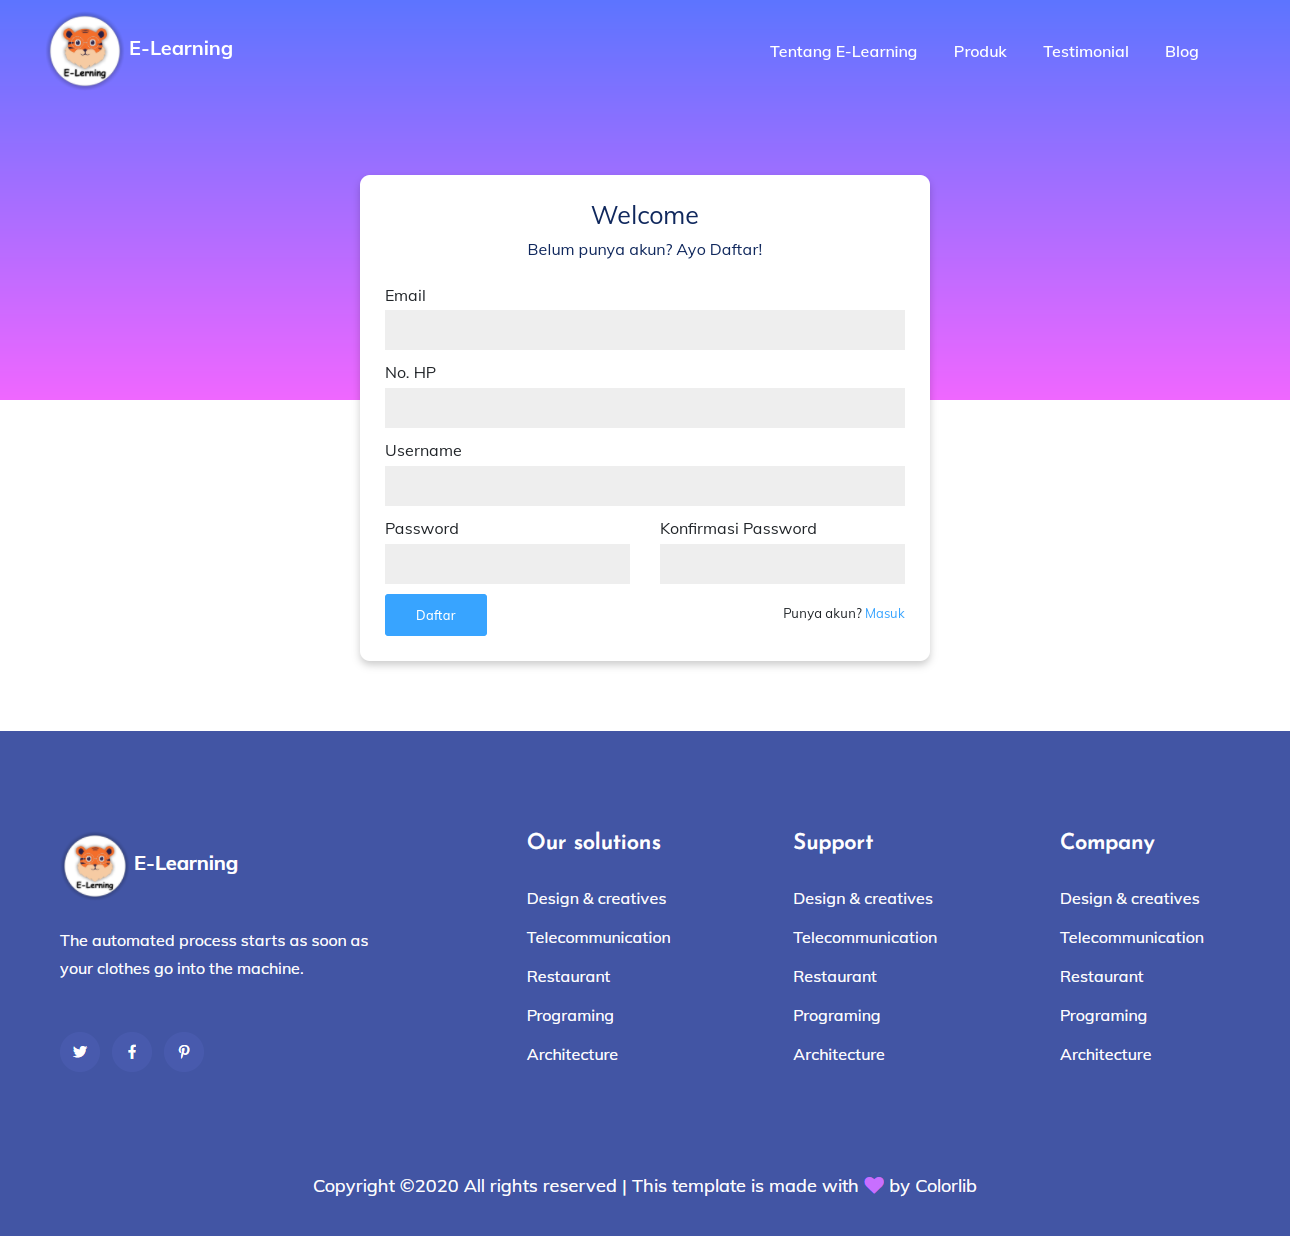 E-Lerning
E-Learning
Tentang E-Learning
Produk
Testimonial
Blog
Welcome
Belum punya akun? Ayo Daftar!
Email
No. HP
Username
Password
Konfirmasi Password
Daftar
Punya akun? Masuk
E-Lerning
E-Learning
The automated process starts as soon as
your clothes go into the machine.
Our solutions
Design & creatives
Telecommunication
Restaurant
Programing
Architecture
Support
Design & creatives
Telecommunication
Restaurant
Programing
Architecture
Company
Design & creatives
Telecommunication
Restaurant
Programing
Architecture
Copyright ©2020 All rights reserved | This template is made with by Colorlib